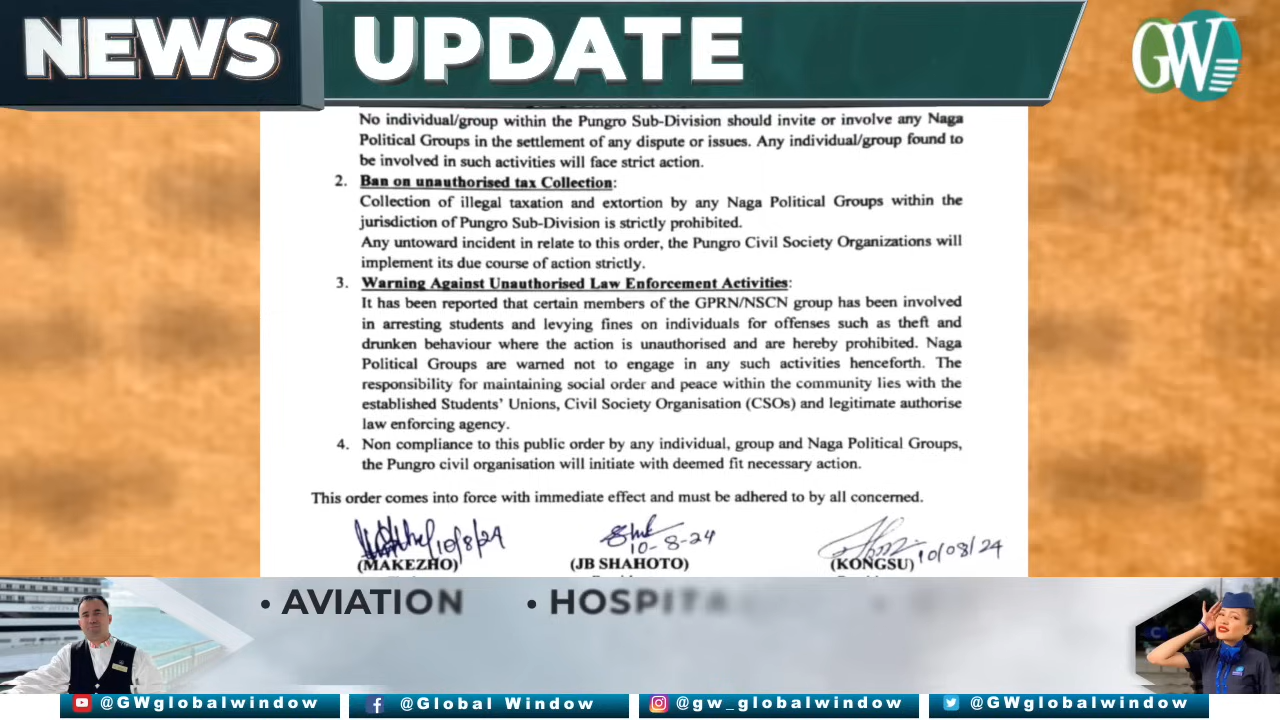 NEWS UPDATE
GW
No individual/group within the Pungro Sub-Division should invite or involve any Naga
Political Groups in the settlement of any dispute or issues. Any individual/group found to
be involved in such activities will face strict action.
2. Ban on unauthorised tax Collection:
Collection of illegal taxation and extortion by any Naga Political Groups within the
jurisdiction of Pungro Sub-Division is strictly prohibited.
Any untoward incident in relate to this order, the Pungro Civil Society Organizations will
implement its due course of action strictly.
3. Warning Against Unauthorised Law Enforcement Activities:
It has been reported that certain members of the GPRN/NSCN group has been involved
in arresting students and levying fines on individuals for offenses such as theft and
drunken behaviour where the action is unauthorised and are hereby prohibited. Naga
Political Groups are warned not to engage in any such activities henceforth. The
responsibility for maintaining social order and peace within the community lies with the
established Students' Unions, Civil Society Organisation (CSOs) and legitimate authorise
law enforcing agency.
4. Non compliance to this public order by any individual, group and Naga Political Groups,
the Pungro civil organisation will initiate with deemed fit necessary action.
This order comes into force with immediate effect and must be adhered to by all concerned.
10/8/24 10-8-24 10/08/24
(MAKEZHO) (JB SHAHOTO) (KONGSU)
• AVIATION • HOSPITA
@GWglobalwindow @Global Window @gw_globalwindow @GWglobalwindow